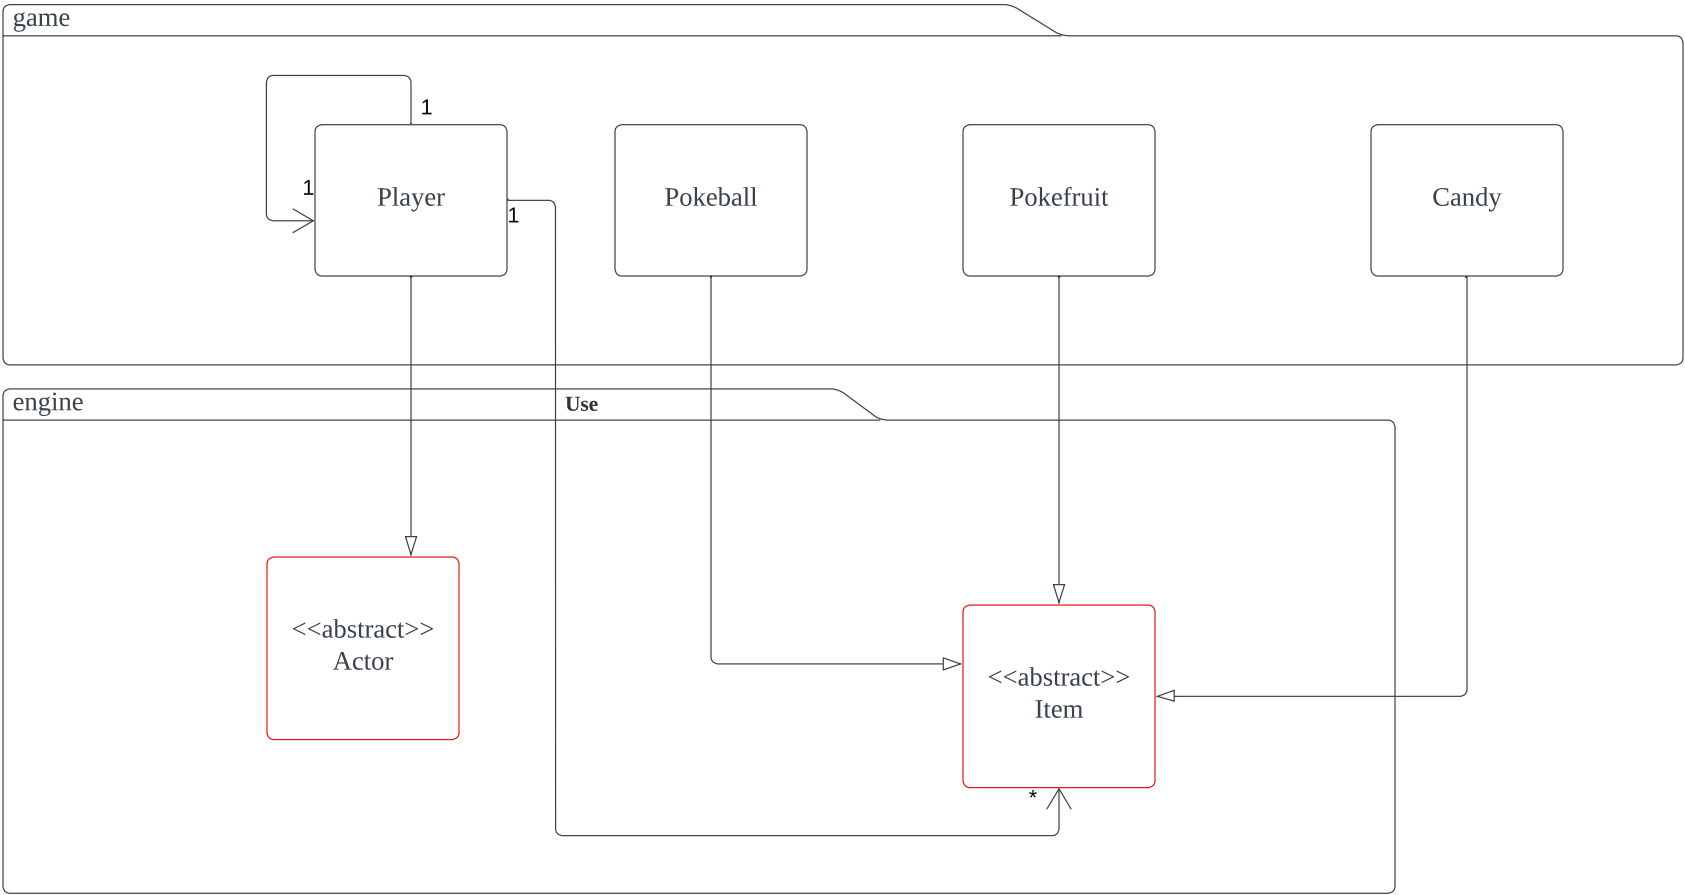 game
1
1
Player
1
Pokeball
Pokefruit
Candy
engine
Use
<<abstract>>
Actor
<<abstract>>
Item
*